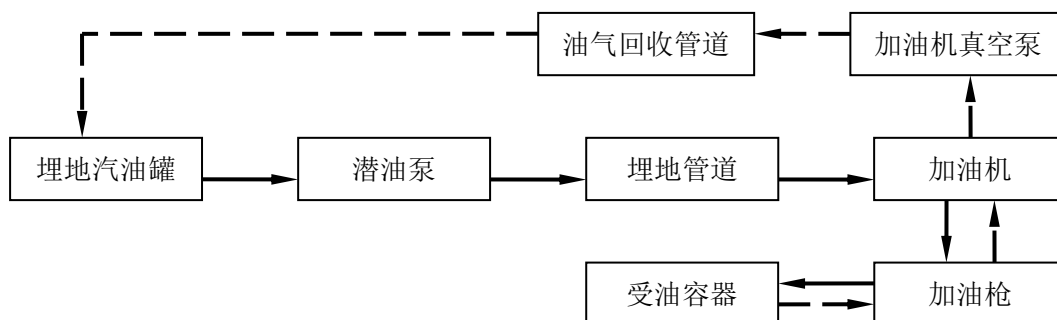 油气回收管道
加油机真空泵
埋地汽油罐
潜油泵
埋地管道
加油机
受油容器
加油枪